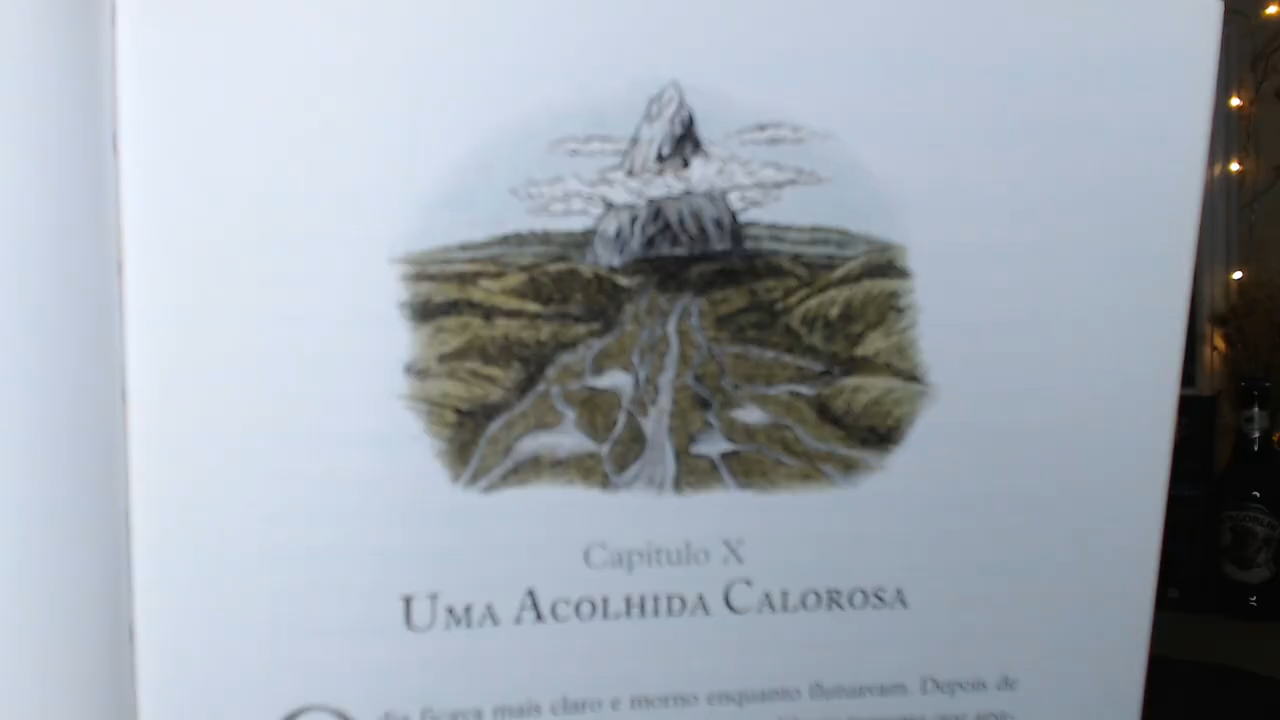 Capítulo X
UMA ACOLHIDA CALOROSA
O dia ficava mais claro e morno enquanto flutuavam. Depois de